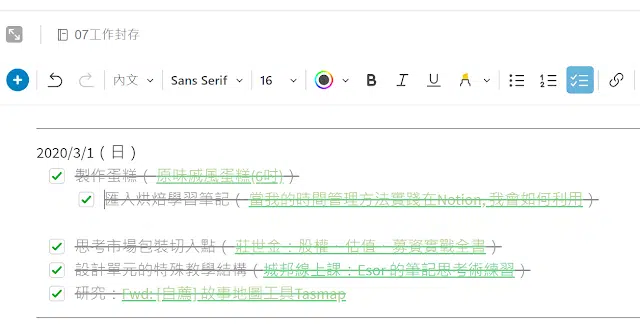 07工作封存
內文 Sans Serif 16 B I U A
2020/3/1（日）
製作蛋糕（ 原味戚風蛋糕(6吋) ）
匯入烘焙學習筆記（ 當我的時間管理方法實踐在Notion, 我會如何利用 ）
思考市場包裝切入點（ 莊世金：股權、估值、募資實戰全書 ）
設計單元的特殊教學結構（ 城邦線上課：Esor 的筆記思考術練習 ）
研究：Fwd: [自薦] 故事地圖工具Tasmap